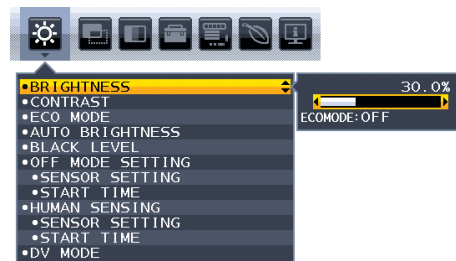 •BRIGHTNESS
•CONTRAST
•ECO MODE
•AUTO BRIGHTNESS
•BLACK LEVEL
•OFF MODE SETTING
•SENSOR SETTING
•START TIME
•HUMAN SENSING
•SENSOR SETTING
•START TIME
•DV MODE
30.0%
ECOMODE:OFF